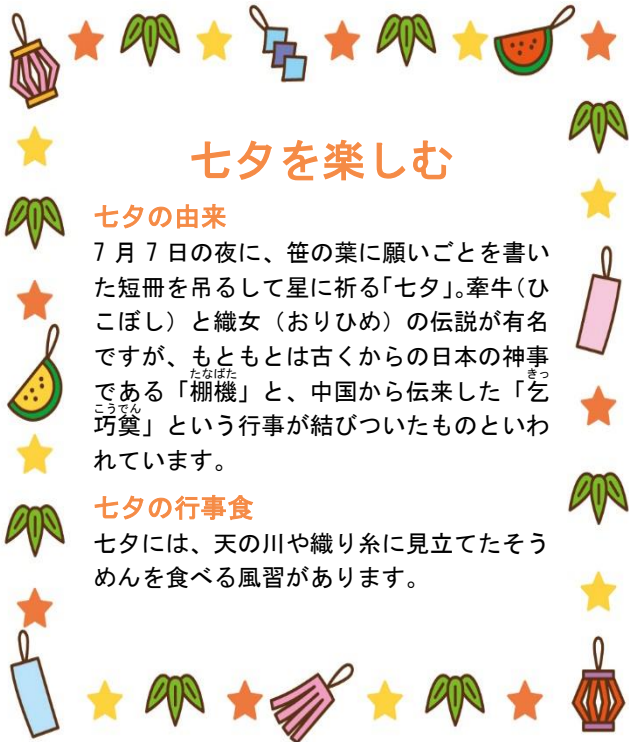 七夕を楽しむ
七夕の由来
7月7日の夜に、笹の葉に願いごとを書い
た短冊を吊るして星に祈る「七夕」。牽牛（ひ
こぼし）と織女（おりひめ）の伝説が有名
ですが、もともとは古くからの日本の神事
たなばた
きっ
である「棚機」と、中国から伝来した「乞
こうでん
巧奠」という行事が結びついたものといわ
れています。
七夕の行事食
七夕には、天の川や織り糸に見立てたそう
めんを食べる風習があります。